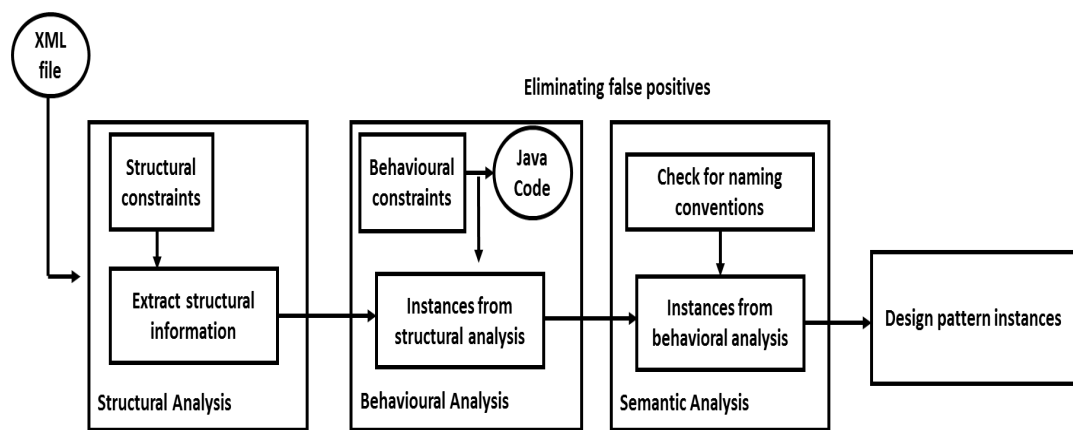 XML
file
Eliminating false positives
Structural
constraints
Extract structural
information
Structural Analysis
Behavioural
constraints
Java
Code
Instances from
structural analysis
Behavioural Analysis
Check for naming
conventions
Instances from
behavioral analysis
Semantic Analysis
Design pattern instances